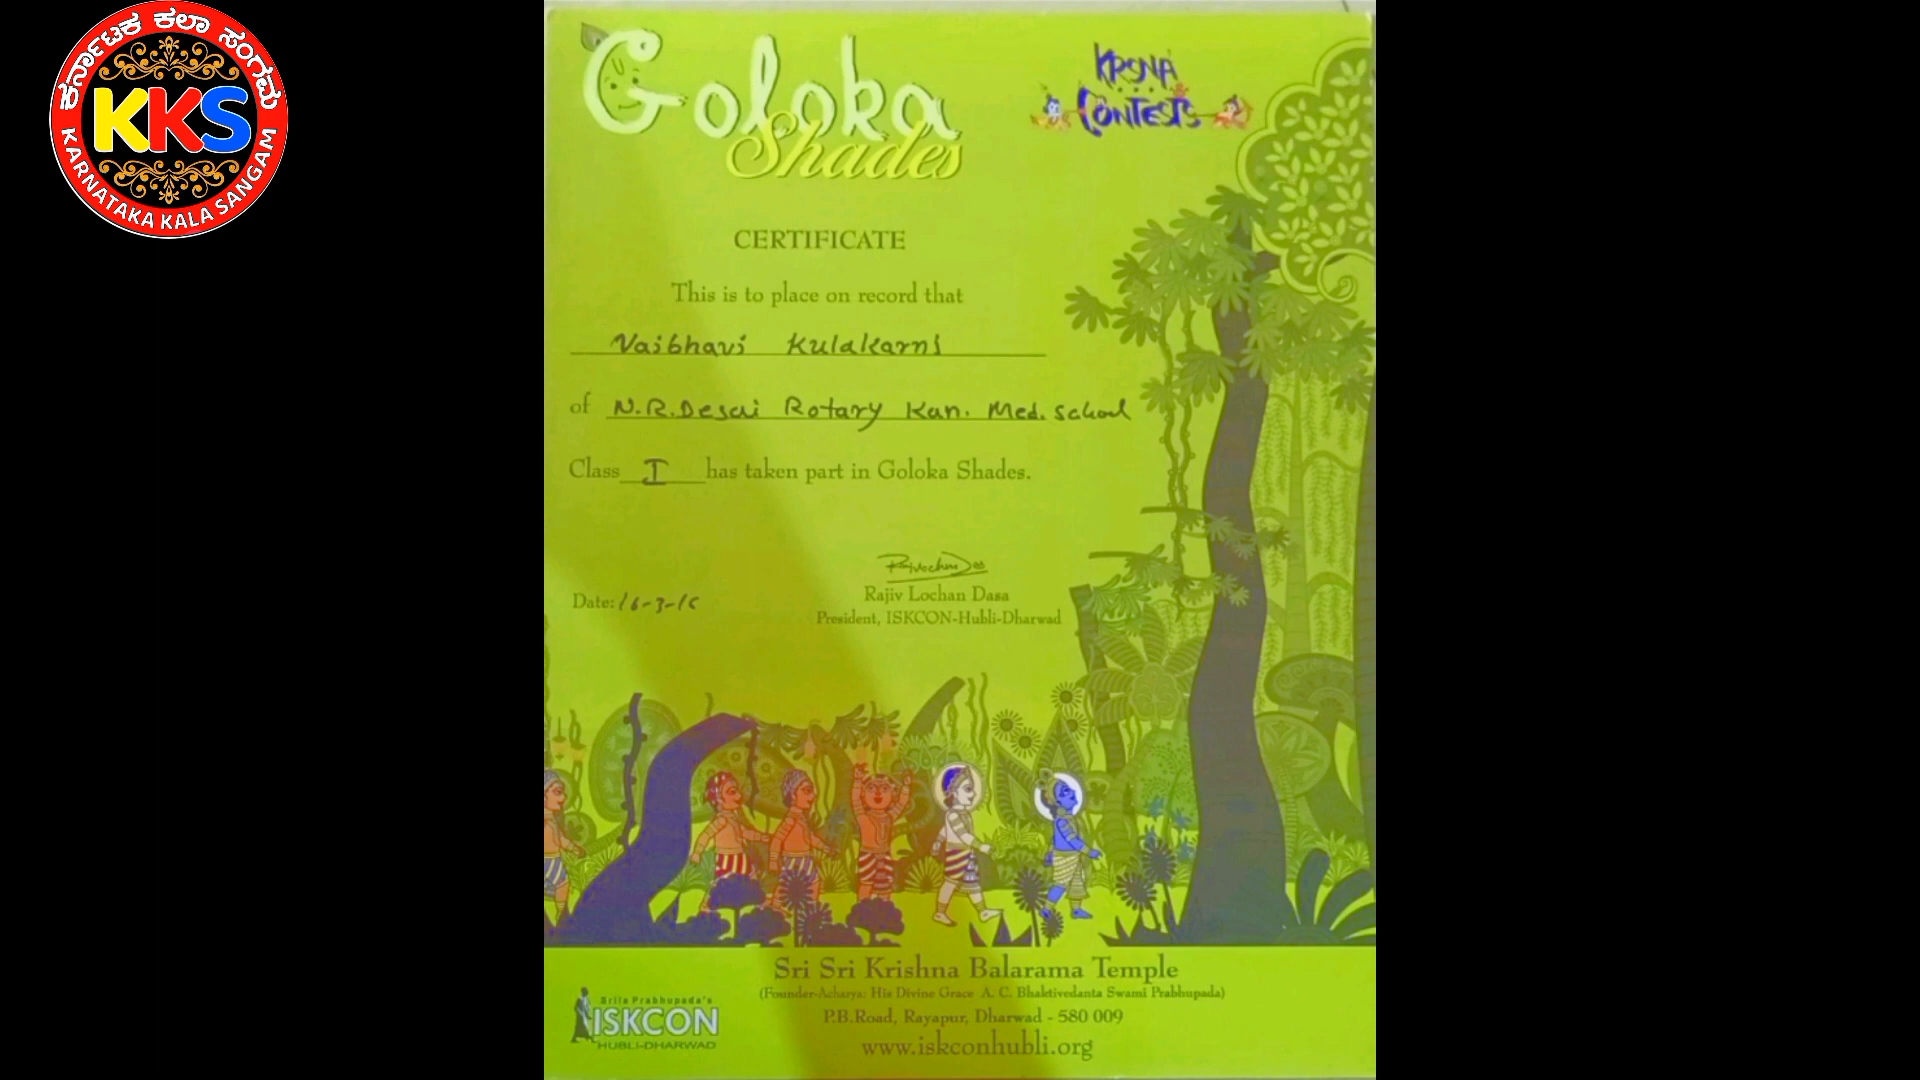 ಕರ್ನಾಟಕ ಕಲಾ ಸಂಗಮ
KKS
KARNATAKA KALA SANGAM
Goloka
Shades
KRSNA
CONTESTS
CERTIFICATE
This is to place on record that
Vaibhavi Kulakarni
of N.R.Desai Rotary Kan. Med. School
Class I has taken part in Goloka Shades.
Rajiv Lochan Dasa
Date: 16-3-15
President, ISKCON-Hubli-Dharwad
Sri Sri Krishna Balarama Temple
(Founder-Acharya: His Divine Grace A. C. Bhaktivedanta Swami Prabhupada)
P.B.Road, Rayapur, Dharwad - 580 009
www.iskconhubli.org
Srila Prabhupada's
ISKCON
HUBLI-DHARWAD